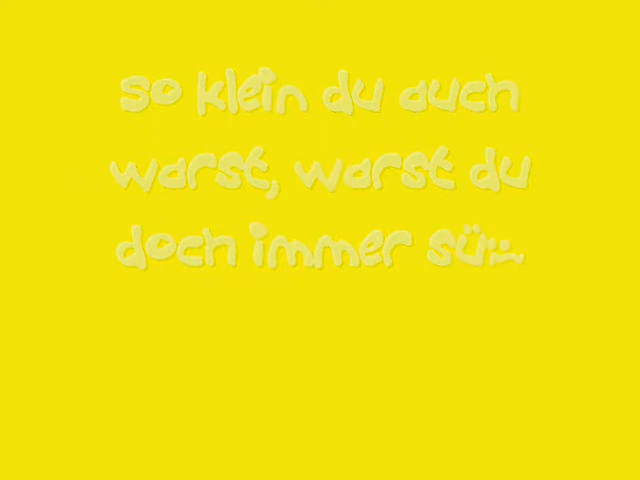 so klein du auch
warst, warst du
doch immer